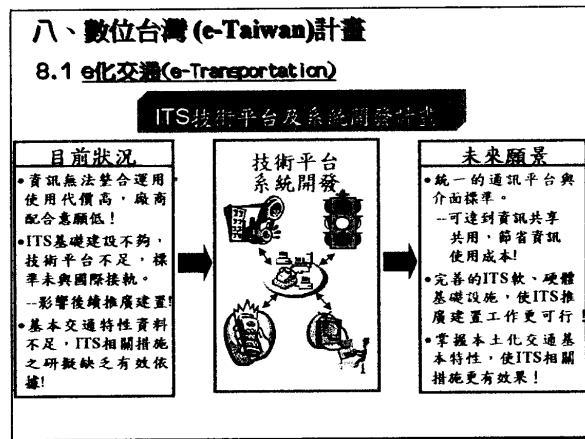 八、數位台灣 (e-Taiwan)計畫
8.1 e化交通(e-Transportation)
ITS技術平台及系統開發計畫
目前狀況
•資訊無法整合運用,
使用代價高，廠商
配合意願低！
•ITS基礎建設不夠，
技術平台不足，標
準未與國際接軌。
--影響後續推廣建置!
•基本交通特性資料
不足，ITS相關措施
之研擬缺乏有效依
據!
技術平台
系統開發
未來願景
•統一的通訊平台與
介面標準。
--可達到資訊共享
共用，節省資訊
使用成本!
•完善的ITS軟、硬體
基礎設施，使ITS推
廣建置工作更可行！
•掌握本土化交通基
本特性，使ITS相關
措施更有效果！